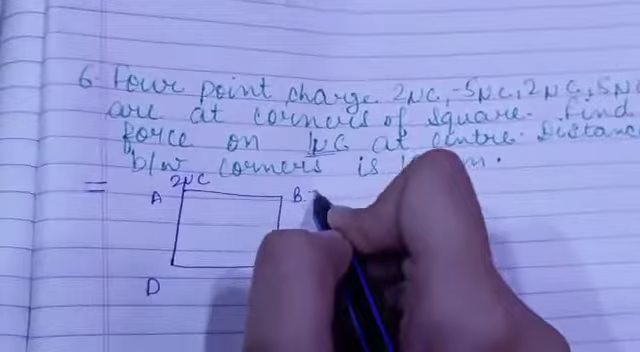 6. Four point charge 2μC, -5μC, 2μC, 5μC
are at corners of square. Find
force on 1μC at centre. Distance
b/w corners is m.
= 2μC
A B.
D